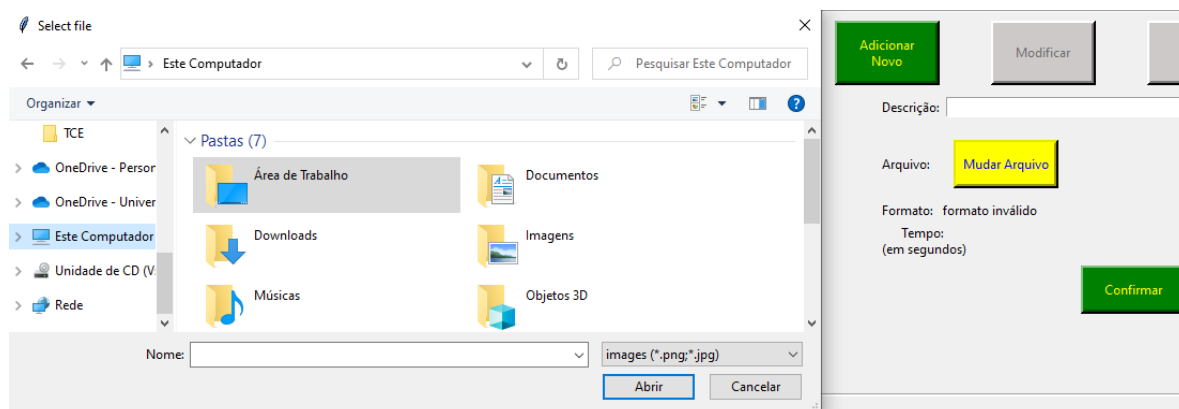 Select file
Este Computador
Pesquisar Este Computador
Organizar
?
TCE
OneDrive - Person
OneDrive - Univer
Este Computador
Unidade de CD (V:
Rede
Pastas (7)
Área de Trabalho
Documentos
Downloads
Imagens
Músicas
Objetos 3D
Nome:
images (*.png;*.jpg)
Abrir
Cancelar
Adicionar
Novo
Modificar
Descrição:
Arquivo:
Mudar Arquivo
Formato: formato inválido
Tempo:
(em segundos)
Confirmar